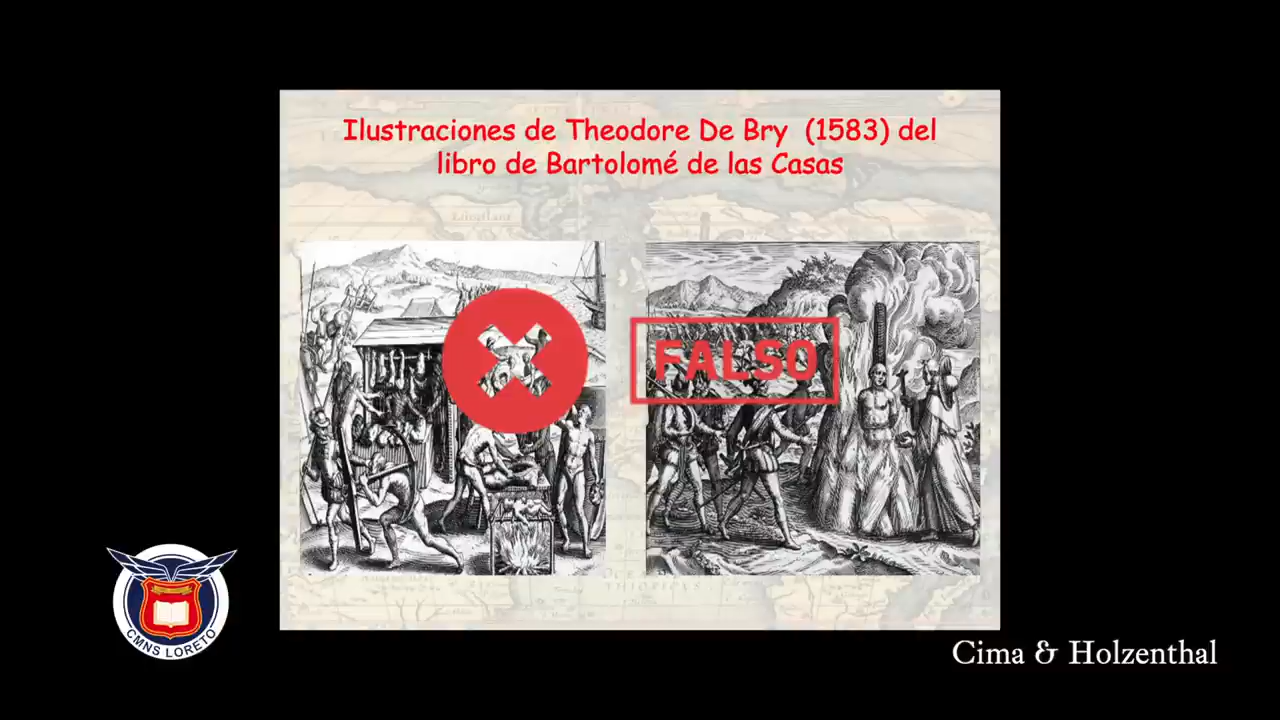 Ilustraciones de Theodore De Bry (1583) del
libro de Bartolomé de las Casas
FALSO
CMNS LORETO
Cima & Holzenthal